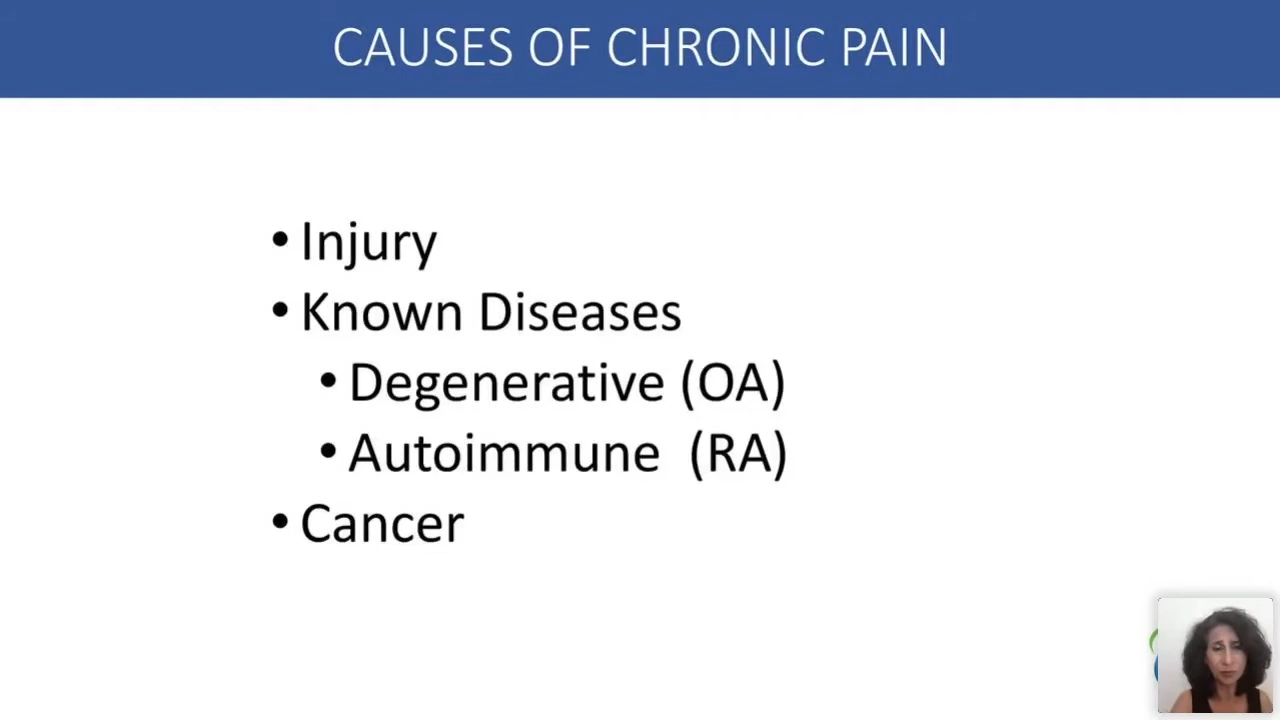 CAUSES OF CHRONIC PAIN
• Injury
• Known Diseases
• Degenerative (OA)
• Autoimmune (RA)
• Cancer